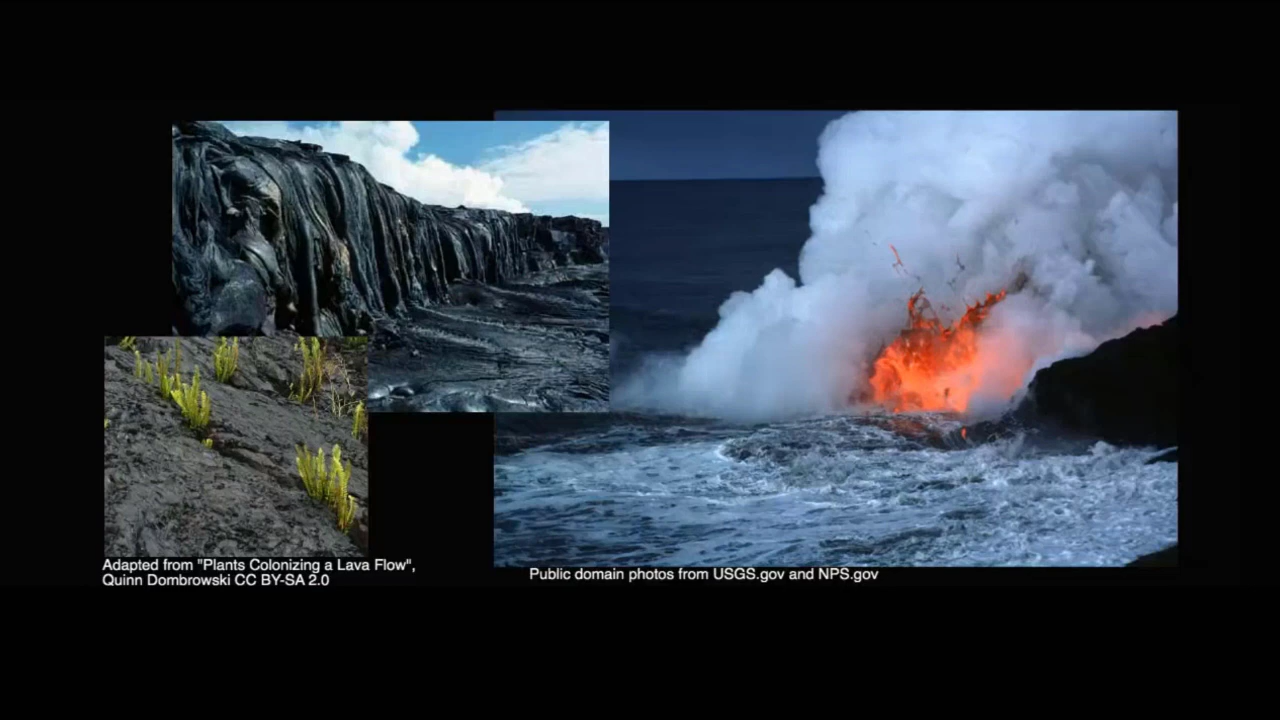 Adapted from "Plants Colonizing a Lava Flow",
Quinn Dombrowski CC BY-SA 2.0
Public domain photos from USGS.gov and NPS.gov